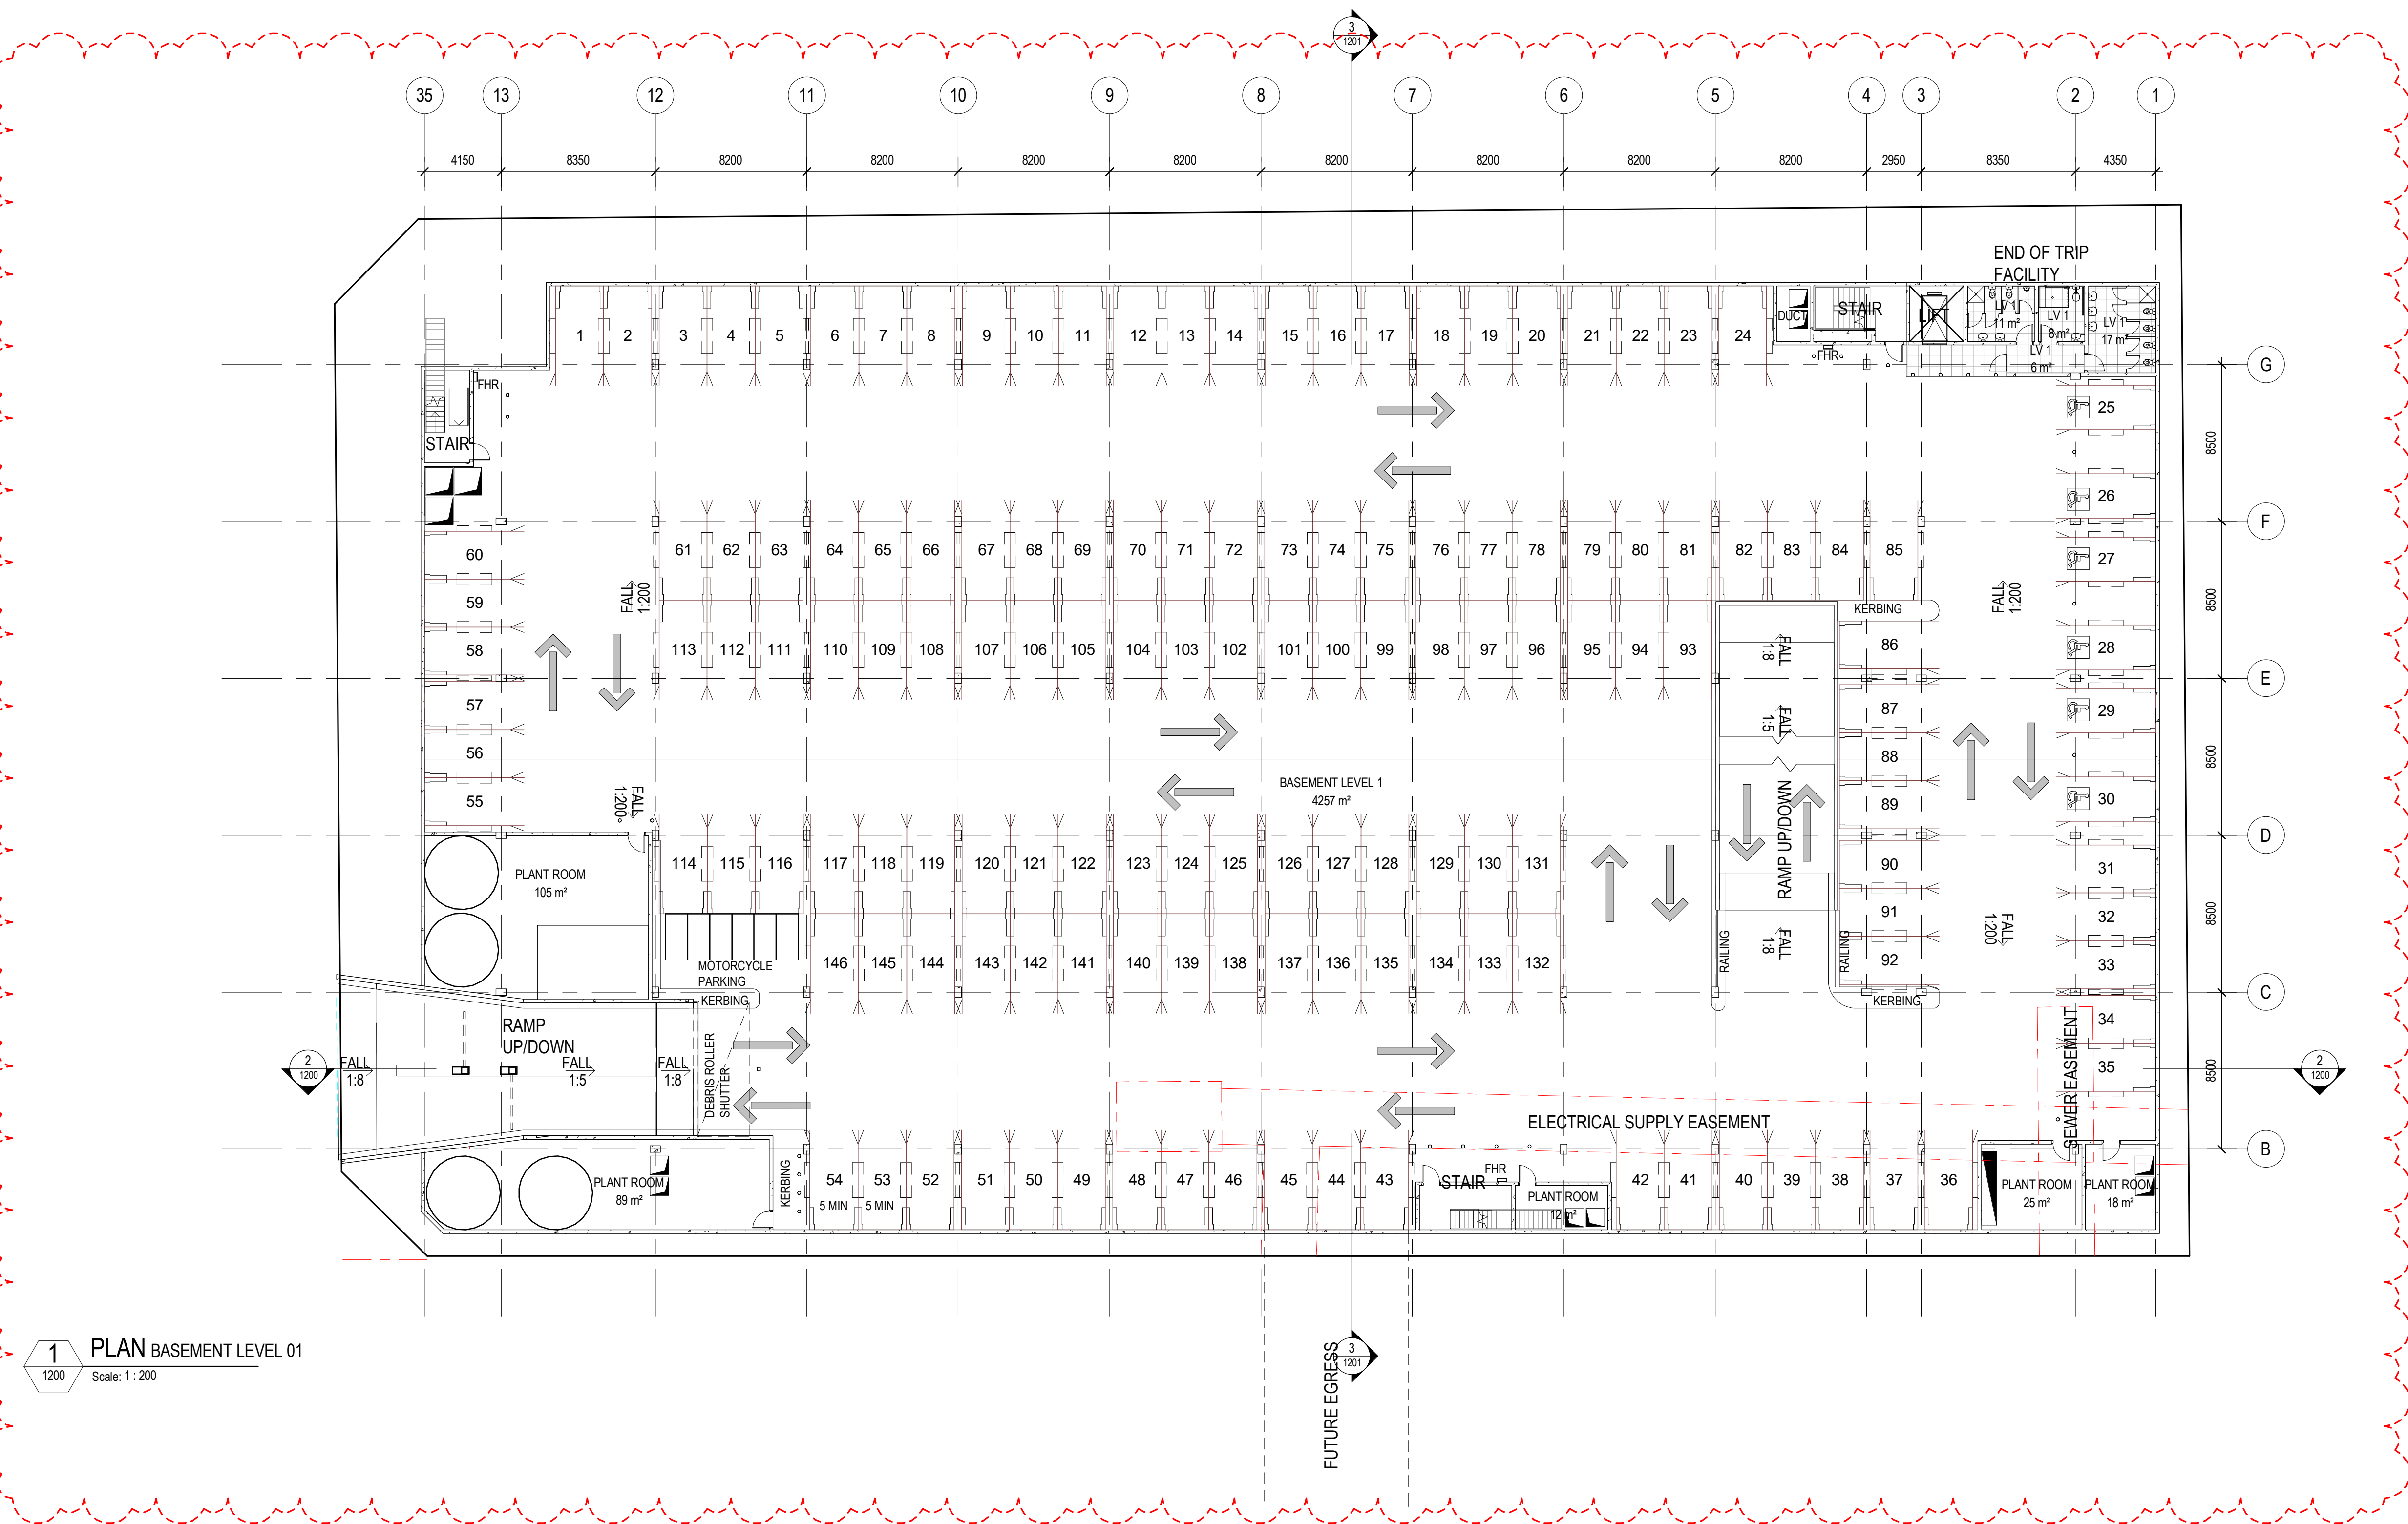 3
1201
35 13 12 11 10 9 8 7 6 5 4 3 2 1
4150 8350 8200 8200 8200 8200 8200 8200 8200 8200 2950 8350 4350
END OF TRIP
FACILITY
DUCT STAIR LIFT
LV 1
11 m²
LV 1
8 m²
LV 1
17 m²
LV 1
6 m²
1 2 3 4 5 6 7 8 9 10 11 12 13 14 15 16 17 18 19 20 21 22 23 24
FHR
G
FHR
STAIR
25
8500
26
F
60 61 62 63 64 65 66 67 68 69 70 71 72 73 74 75 76 77 78 79 80 81 82 83 84 85
27
FALL
1:200
FALL
1:200
8500
59
KERBING
58 113 112 111 110 109 108 107 106 105 104 103 102 101 100 99 98 97 96 95 94 93
FALL
1:8
86
28
E
57
FALL
1:5
87
29
56
88
8500
BASEMENT LEVEL 1
4257 m²
55
FALL
1:200
RAMP UP/DOWN
89
30
D
PLANT ROOM
105 m²
114 115 116 117 118 119 120 121 122 123 124 125 126 127 128 129 130 131
90
31
91
32
8500
FALL
1:200
MOTORCYCLE
PARKING
146 145 144 143 142 141 140 139 138 137 136 135 134 133 132
RAILING
FALL
1:8
RAILING
92
33
KERBING
KERBING
C
RAMP
UP/DOWN
34
2
1200
FALL
1:8
FALL
1:5
FALL
1:8
DEBRIS ROLLER
SHUTTER
35
SEWER EASEMENT
8500
2
1200
ELECTRICAL SUPPLY EASEMENT
B
PLANT ROOM
89 m²
KERBING
54 53 52 51 50 49 48 47 46 45 44 43
5 MIN 5 MIN
STAIR
FHR
PLANT ROOM
12 m²
42 41 40 39 38 37 36
PLANT ROOM
25 m²
PLANT ROOM
18 m²
FUTURE EGRESS
3
1201
1
1200
PLAN BASEMENT LEVEL 01
Scale: 1 : 200